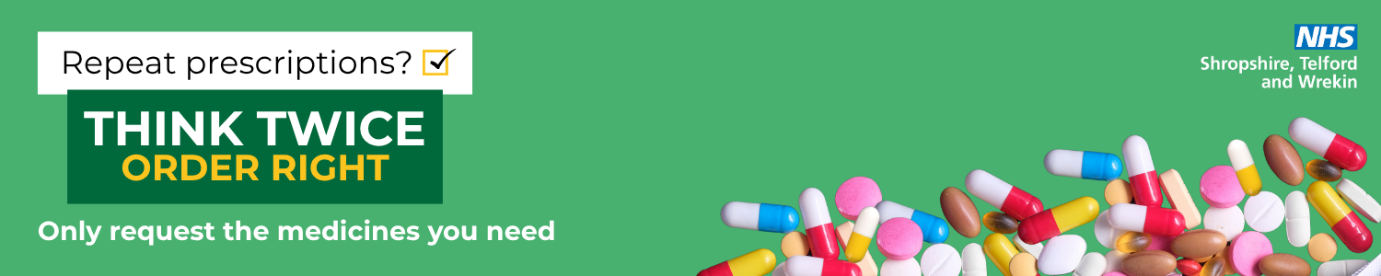 Repeat prescriptions?
THINK TWICE
ORDER RIGHT
Only request the medicines you need
NHS
Shropshire, Telford
and Wrekin